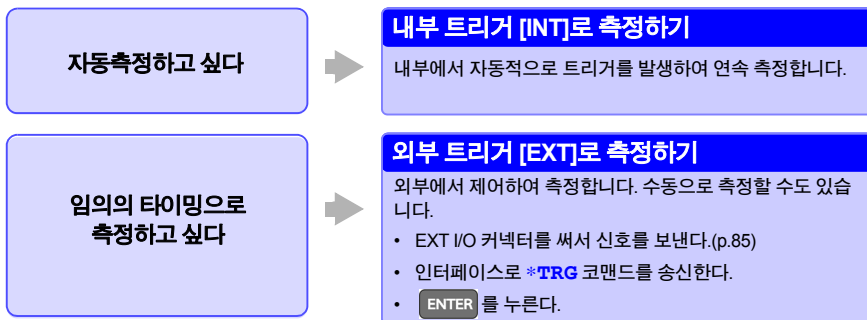 자동측정하고 싶다
내부 트리거 [INT]로 측정하기
내부에서 자동적으로 트리거를 발생하여 연속 측정합니다.
임의의 타이밍으로
측정하고 싶다
외부 트리거 [EXT]로 측정하기
외부에서 제어하여 측정합니다. 수동으로 측정할 수도 있습
니다.
• EXT I/O 커넥터를 써서 신호를 보낸다.(p.85)
• 인터페이스로 *TRG 코맨드를 송신한다.
• ENTER 를 누른다.